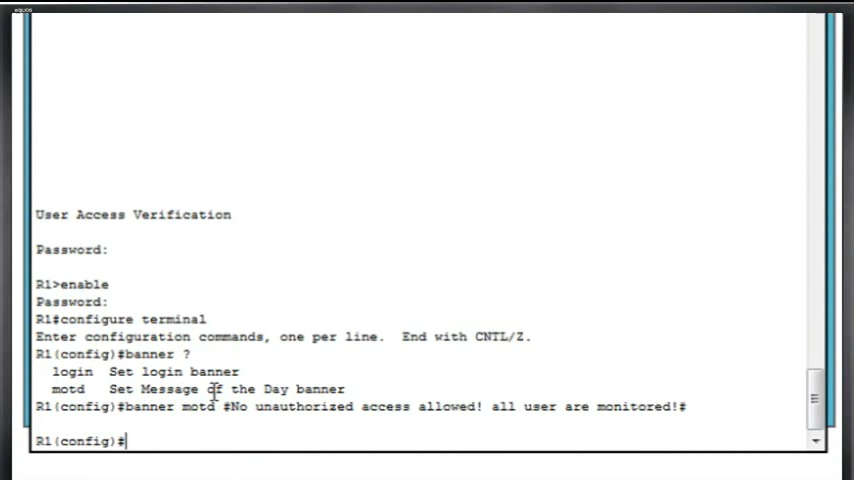 User Access Verification
Password:
R1>enable
Password:
R1#configure terminal
Enter configuration commands, one per line.  End with CNTL/Z.
R1(config)#banner ?
login  Set login banner
motd   Set Message of the Day banner
R1(config)#banner motd #No unauthorized access allowed! all user are monitored!#
R1(config)#